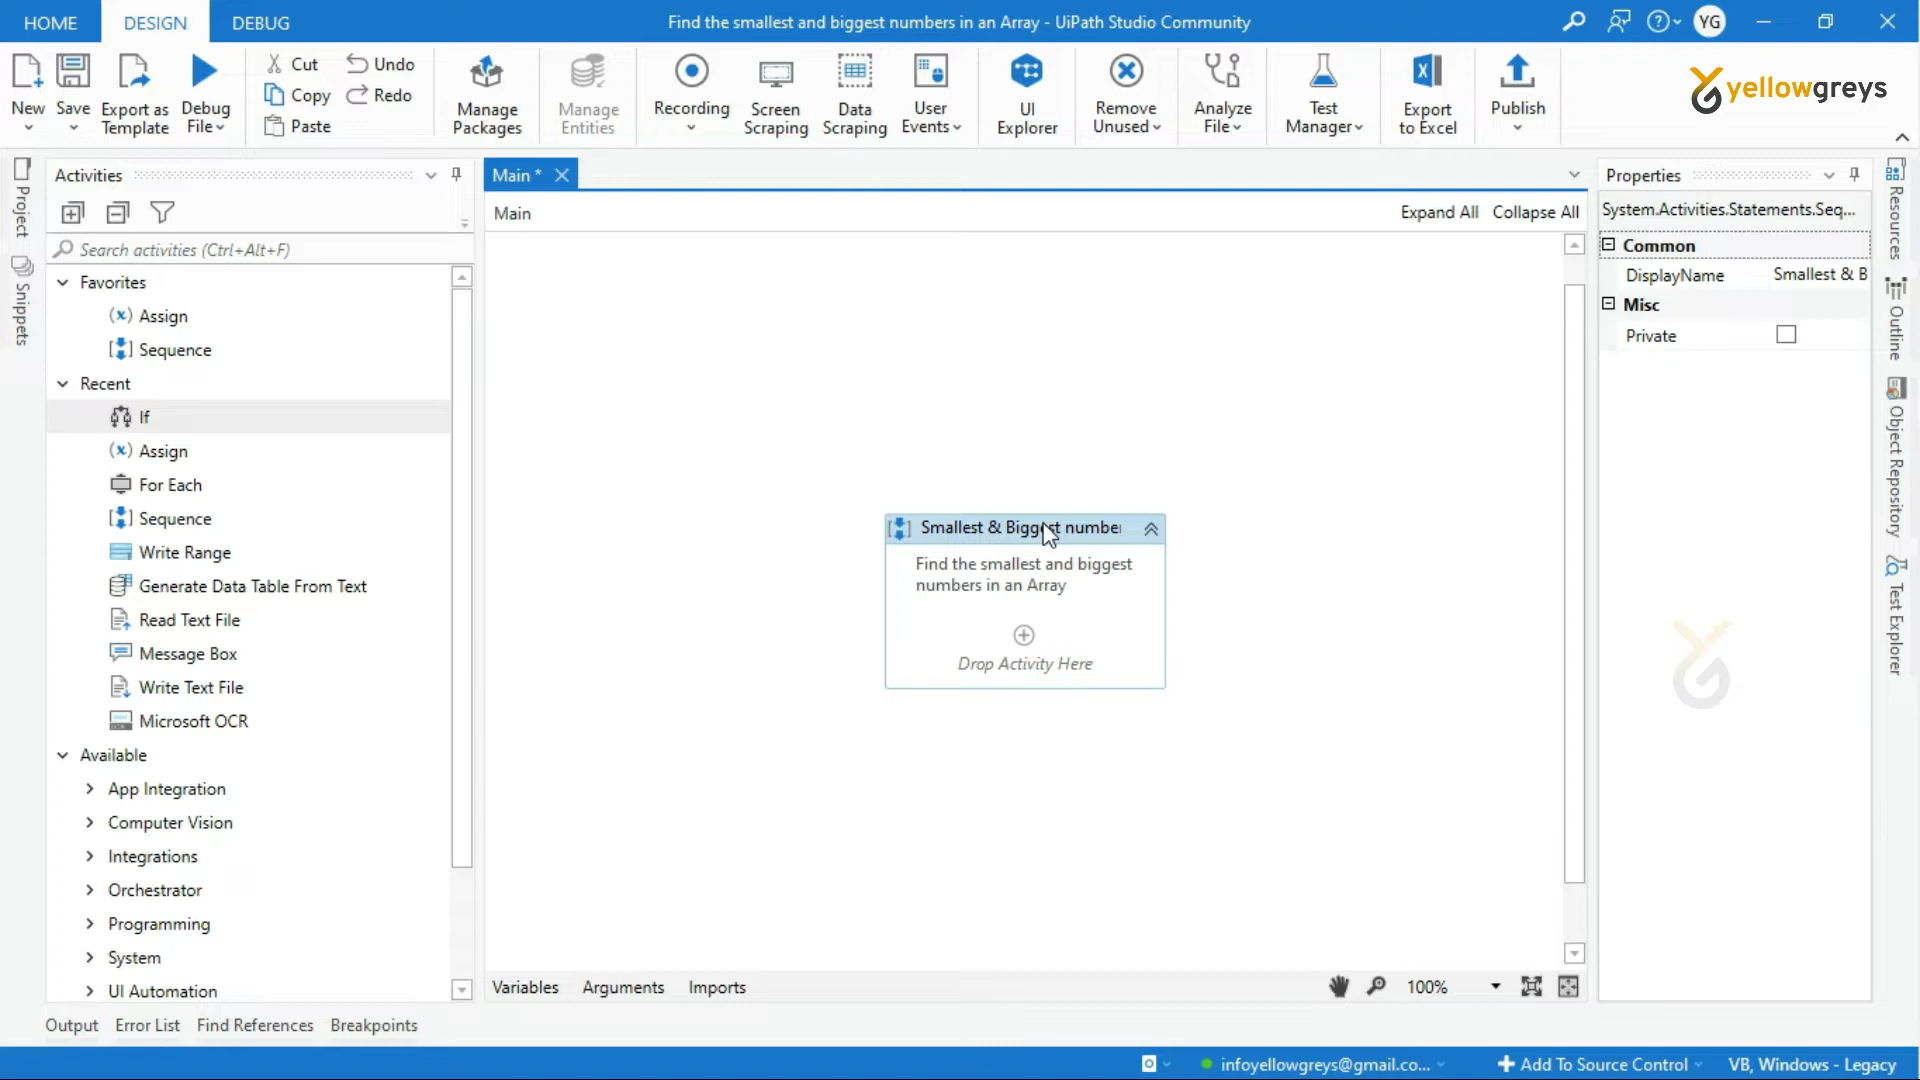 HOME DESIGN DEBUG
Find the smallest and biggest numbers in an Array - UiPath Studio Community
YG
New
Save
Export as
Template
Debug
File
Cut
Copy
Paste
Undo
Redo
Manage
Packages
Manage
Entities
Recording
Screen
Scraping
Data
Scraping
User
Events
UI
Explorer
Remove
Unused
Analyze
File
Test
Manager
Export
to Excel
Publish
yellowgreys
Project
Snippets
Activities
Search activities (Ctrl+Alt+F)
Favorites
Assign
Sequence
Recent
If
Assign
For Each
Sequence
Write Range
Generate Data Table From Text
Read Text File
Message Box
Write Text File
Microsoft OCR
Available
App Integration
Computer Vision
Integrations
Orchestrator
Programming
System
UI Automation
Main *
Main
Expand All Collapse All
Smallest & Biggest number
Find the smallest and biggest
numbers in an Array
Drop Activity Here
Variables Arguments Imports
100%
Properties
System.Activities.Statements.Seq...
Common
DisplayName Smallest & B
Misc
Private
Resources
Outline
Object Repository
Test Explorer
Output Error List Find References Breakpoints
infoyellowgreys@gmail.co...
Add To Source Control
VB, Windows - Legacy